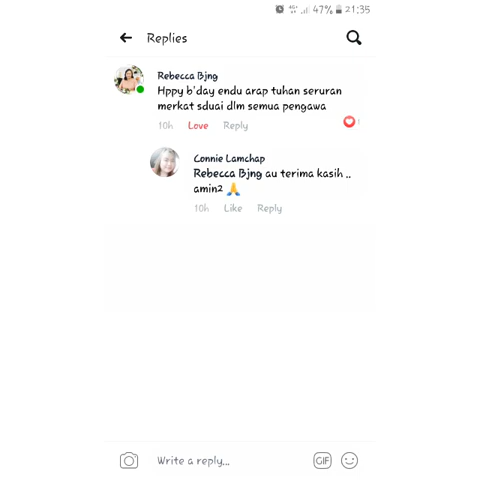 47% 21:35
Replies
Rebecca Bjng
Hppy b'day endu arap tuhan seruran
merkat sduai dlm semua pengawa
10h Love Reply 1
Connie Lamchap
Rebecca Bjng au terima kasih ..
amin2 🙏
10h Like Reply
Write a reply... GIF